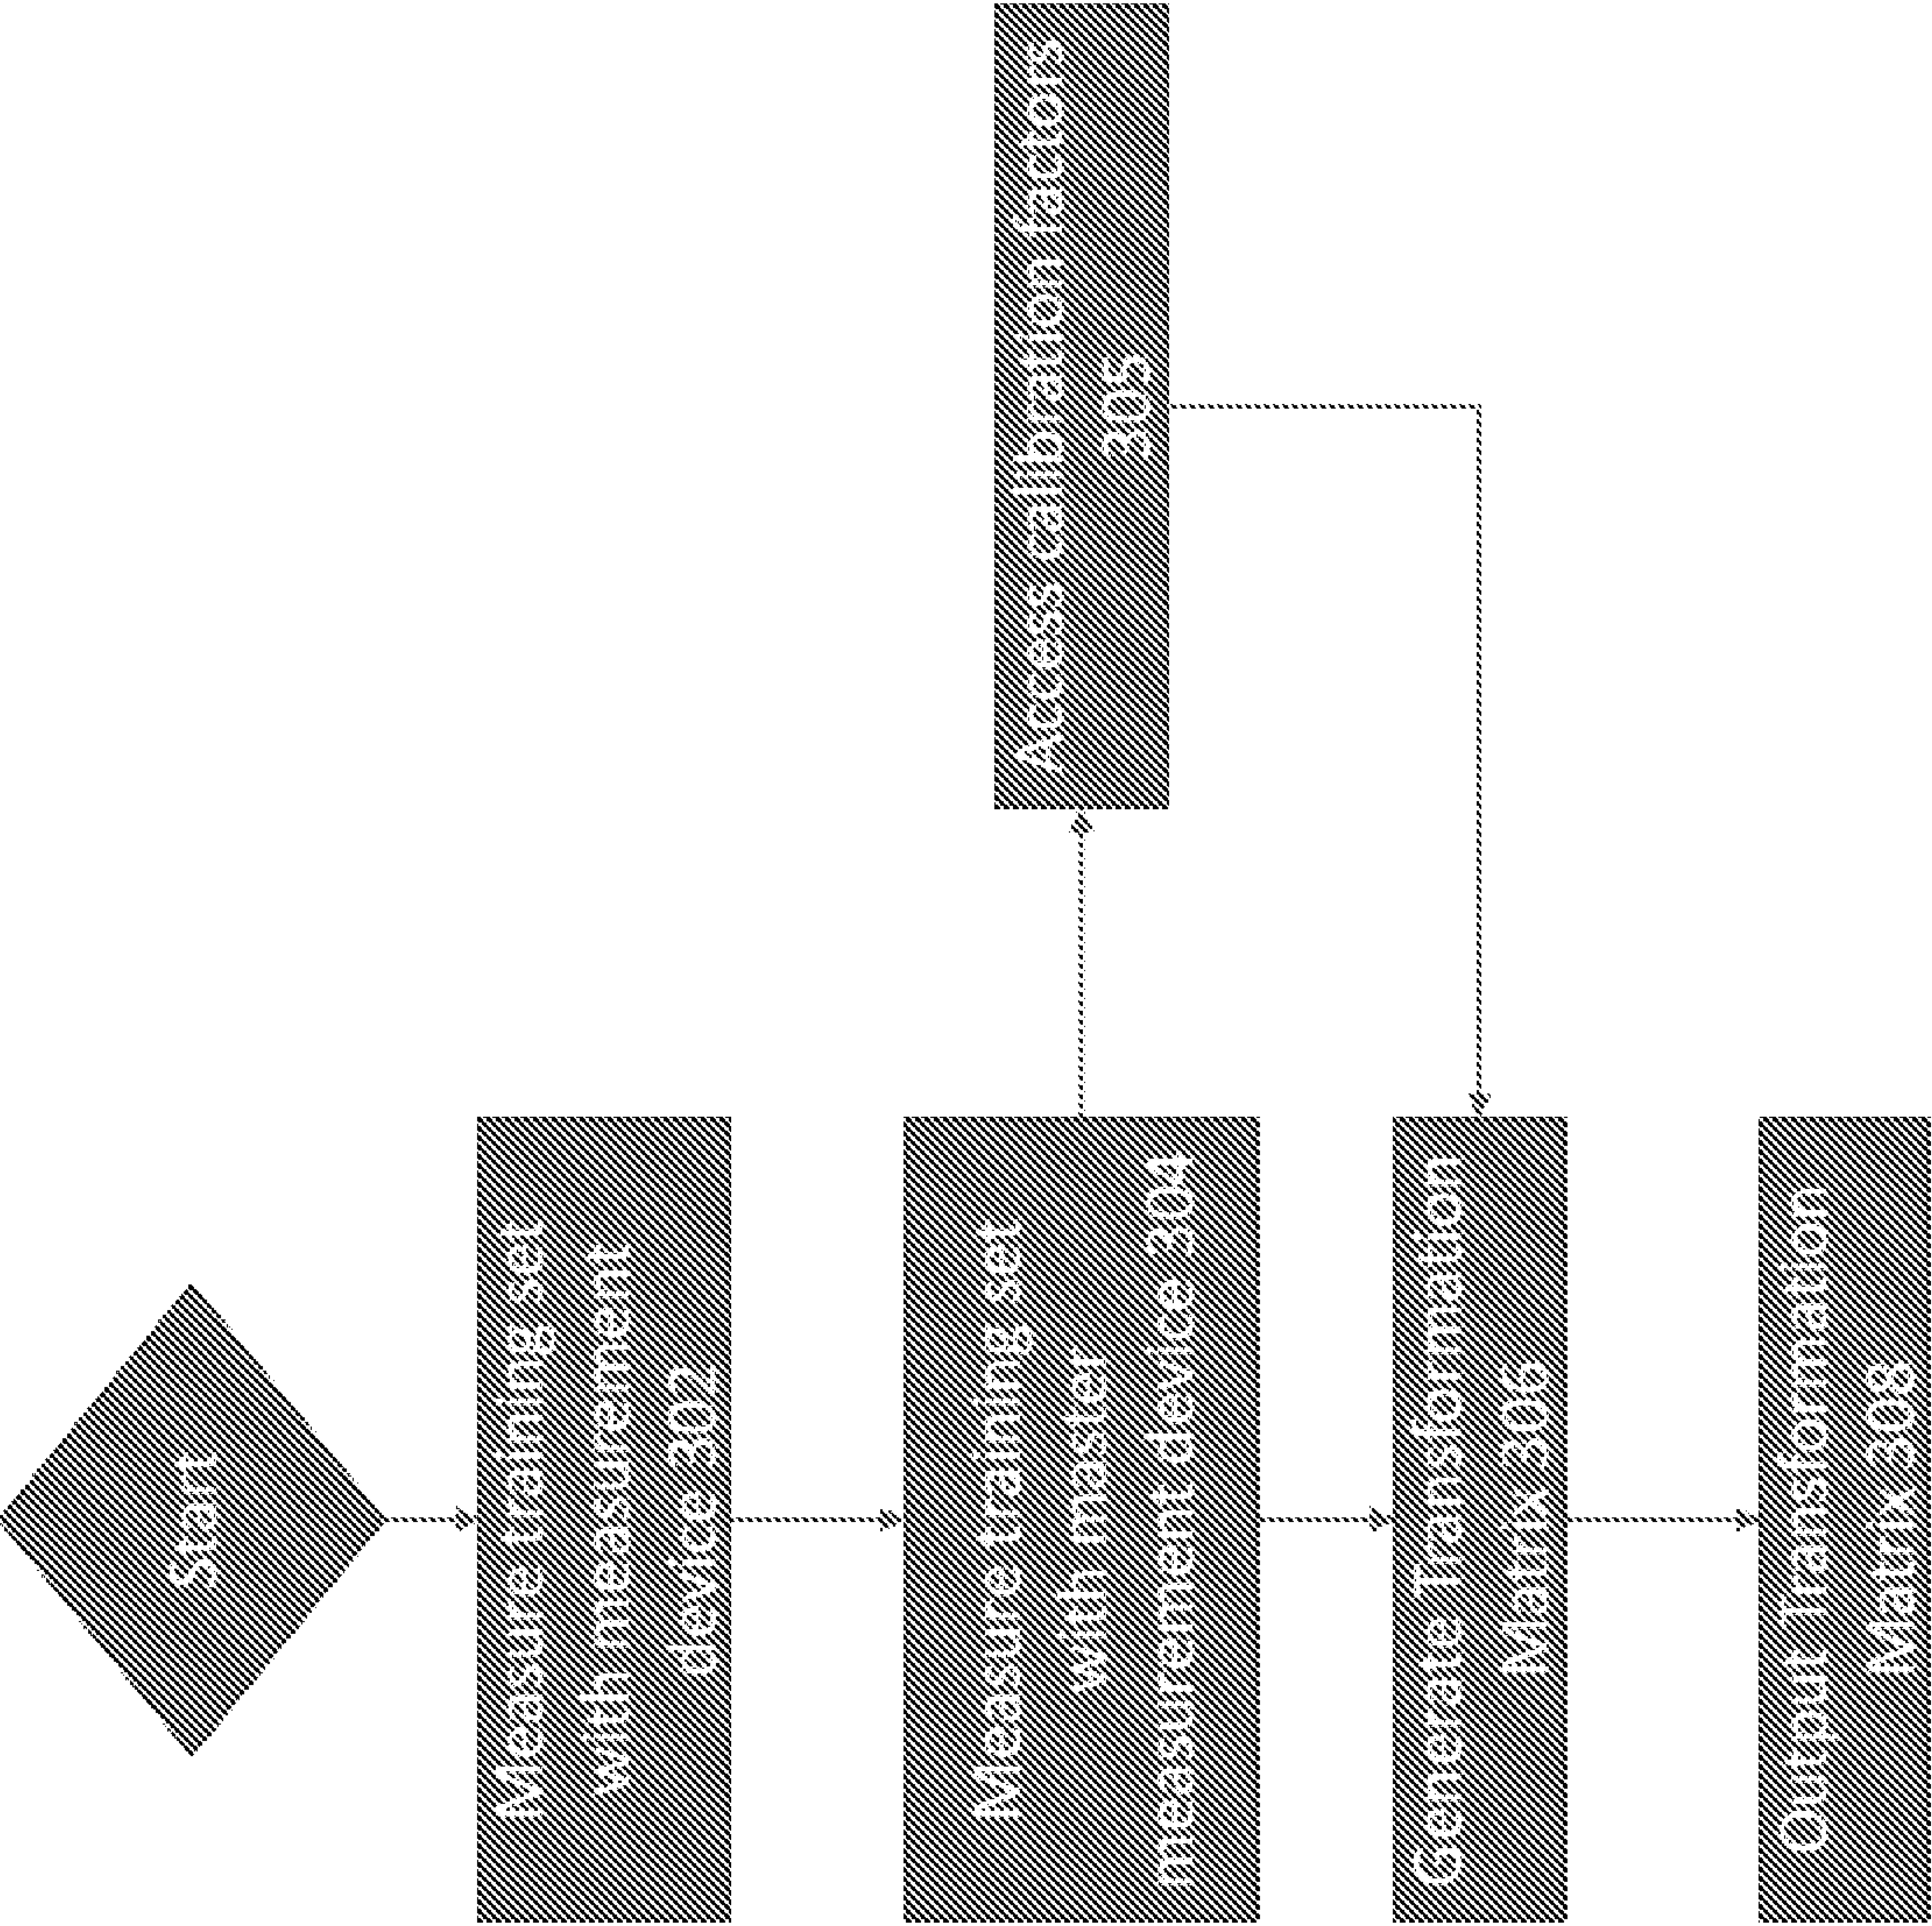 Start
Measure training set
with measurement
device 302
Measure training set
with master
measurement device 304
Access calibration factors
305
Generate Transformation
Matrix 306
Output Transformation
Matrix 308